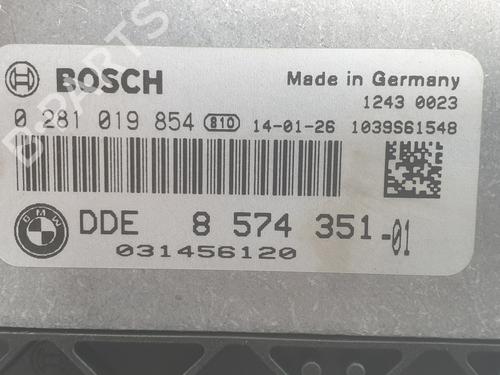 BOSCH
Made in Germany
1243 0023
0 281 019 854 810 14-01-26 1039S61548
BMW
DDE 8 574 351-01
031456120